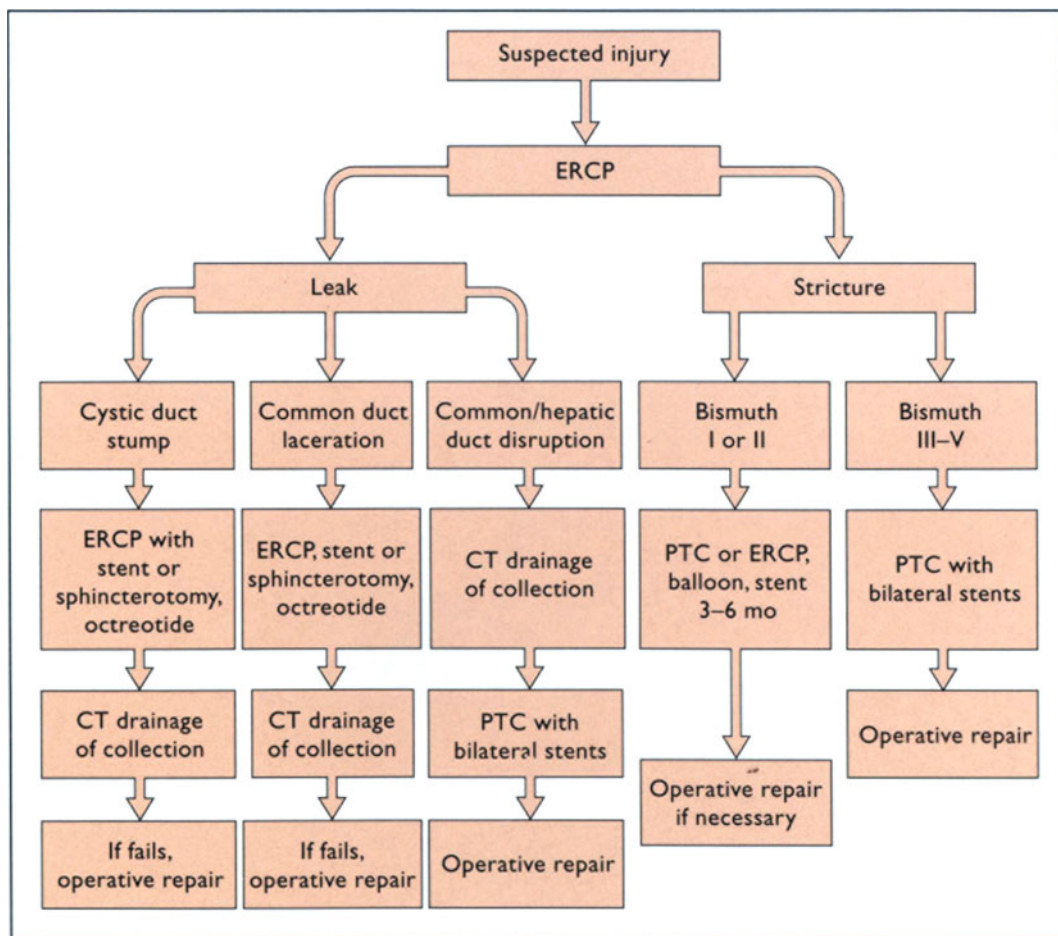 Suspected injury
ERCP
Leak
Stricture
Cystic duct
stump
Common duct
laceration
Common/hepatic
duct disruption
Bismuth
I or II
Bismuth
III–V
ERCP with
stent or
sphincterotomy,
octreotide
ERCP, stent or
sphincterotomy,
octreotide
CT drainage
of collection
PTC or ERCP,
balloon, stent
3–6 mo
PTC with
bilateral stents
CT drainage
of collection
CT drainage
of collection
PTC with
bilateral stents
Operative repair
if necessary
Operative repair
If fails,
operative repair
If fails,
operative repair
Operative repair